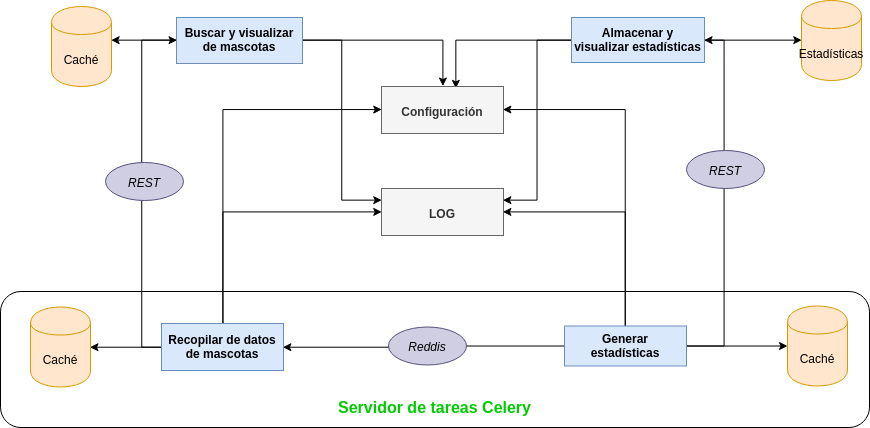 Buscar y visualizar
de mascotas
Almacenar y
visualizar estadísticas
Caché
Estadísticas
Configuración
REST
REST
LOG
Recopilar de datos
de mascotas
Reddis
Generar
estadísticas
Caché
Caché
Servidor de tareas Celery